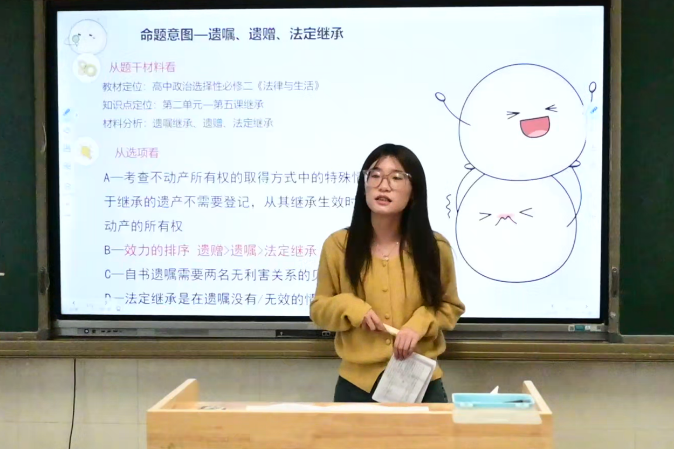 命题意图—遗嘱、遗赠、法定继承
从题干材料看
教材定位：高中政治选择性必修二《法律与生活》
知识点定位：第二单元—第五课继承
材料分析：遗嘱继承、遗赠、法定继承
从选项看
A—考查不动产所有权的取得方式中的特殊情
于继承的遗产不需要登记，从其继承生效时
动产的所有权
B—效力的排序 遗赠>遗嘱>法定继承
C—自书遗嘱需要两名无利害关系的见
D—法定继承是在遗嘱没有/无效的情